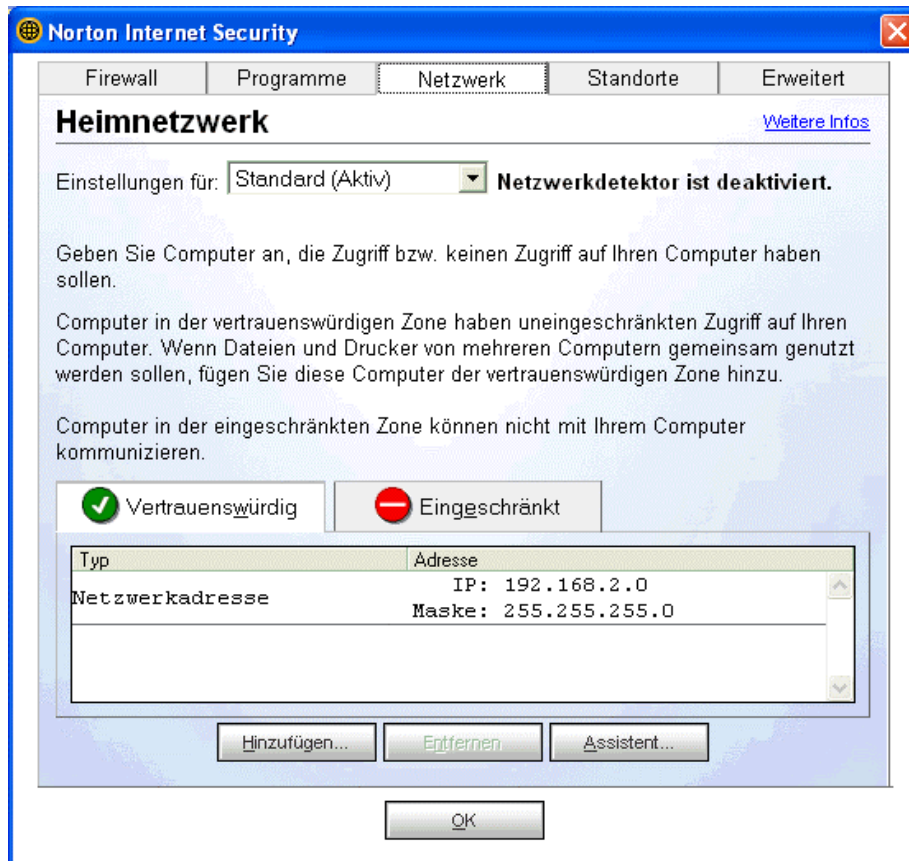 Norton Internet Security
Firewall Programme Netzwerk Standorte Erweitert
Heimnetzwerk Weitere Infos
Einstellungen für: Standard (Aktiv) Netzwerkdetektor ist deaktiviert.
Geben Sie Computer an, die Zugriff bzw. keinen Zugriff auf Ihren Computer haben
sollen.
Computer in der vertrauenswürdigen Zone haben uneingeschränkten Zugriff auf Ihren
Computer. Wenn Dateien und Drucker von mehreren Computern gemeinsam genutzt
werden sollen, fügen Sie diese Computer der vertrauenswürdigen Zone hinzu.
Computer in der eingeschränkten Zone können nicht mit Ihrem Computer
kommunizieren.
Vertrauenswürdig Eingeschränkt
Typ Adresse
Netzwerkadresse IP: 192.168.2.0
Maske: 255.255.255.0
Hinzufügen... Entfernen Assistent...
OK